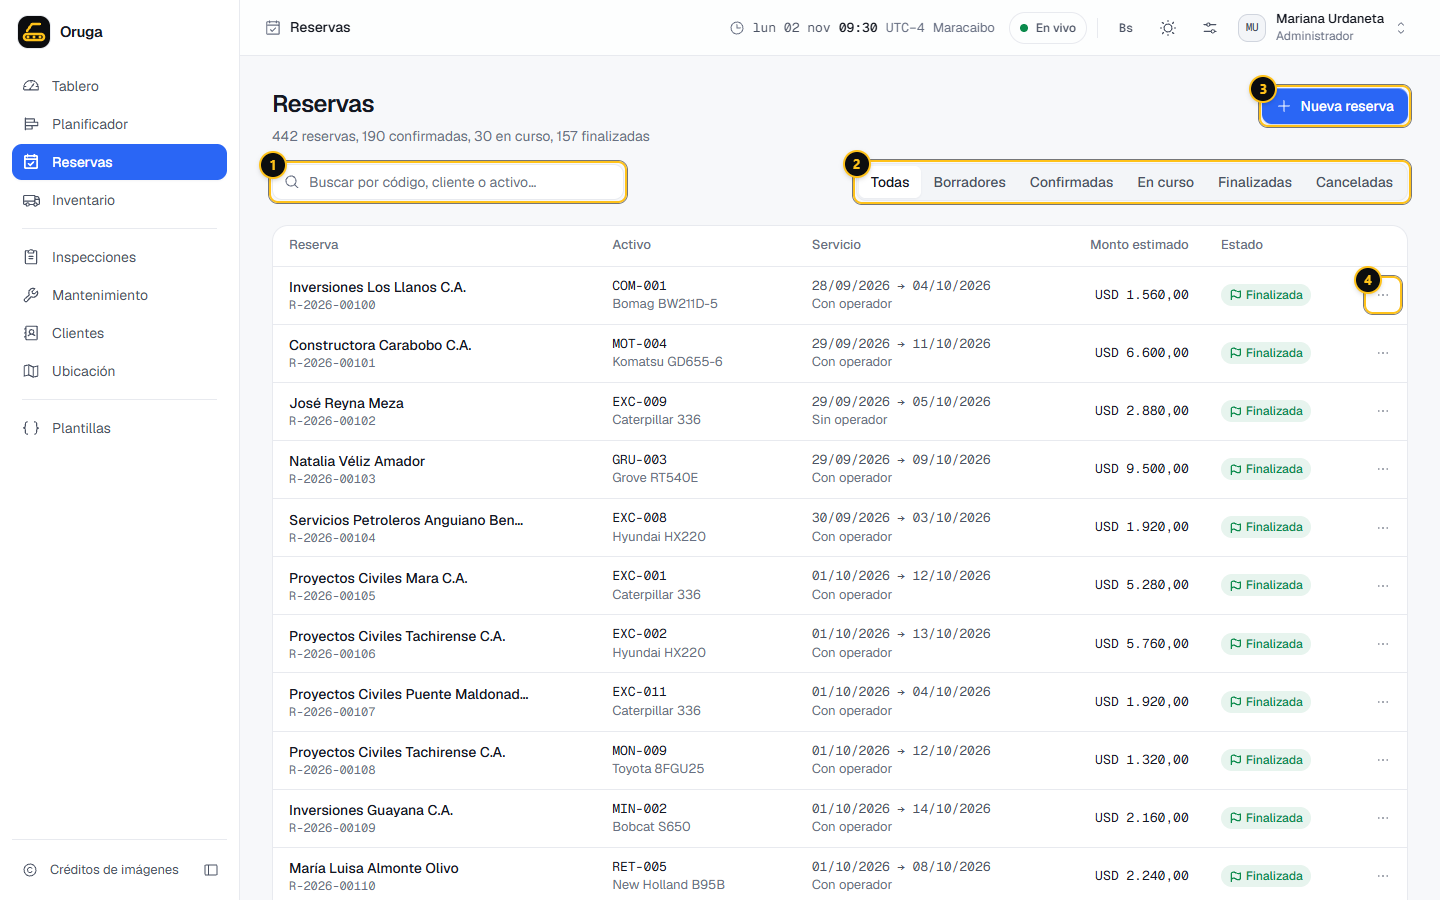 Oruga
Tablero
Planificador
Reservas
Inventario
Inspecciones
Mantenimiento
Clientes
Ubicación
Plantillas
Créditos de imágenes
Reservas
lun 02 nov 09:30 UTC-4 Maracaibo
En vivo
Bs
MU
Mariana Urdaneta
Administrador
Reservas
442 reservas, 190 confirmadas, 30 en curso, 157 finalizadas
3
Nueva reserva
1
Buscar por código, cliente o activo…
2
Todas Borradores Confirmadas En curso Finalizadas Canceladas
Reserva Activo Servicio Monto estimado Estado
4
Inversiones Los Llanos C.A. COM-001 28/09/2026 → 04/10/2026 USD 1.560,00 Finalizada
R-2026-00100 Bomag BW211D-5 Con operador
Constructora Carabobo C.A. MOT-004 29/09/2026 → 11/10/2026 USD 6.600,00 Finalizada
R-2026-00101 Komatsu GD655-6 Con operador
José Reyna Meza EXC-009 29/09/2026 → 05/10/2026 USD 2.880,00 Finalizada
R-2026-00102 Caterpillar 336 Sin operador
Natalia Véliz Amador GRU-003 29/09/2026 → 09/10/2026 USD 9.500,00 Finalizada
R-2026-00103 Grove RT540E Con operador
Servicios Petroleros Anguiano Ben… EXC-008 30/09/2026 → 03/10/2026 USD 1.920,00 Finalizada
R-2026-00104 Hyundai HX220 Con operador
Proyectos Civiles Mara C.A. EXC-001 01/10/2026 → 12/10/2026 USD 5.280,00 Finalizada
R-2026-00105 Caterpillar 336 Con operador
Proyectos Civiles Tachirense C.A. EXC-002 01/10/2026 → 13/10/2026 USD 5.760,00 Finalizada
R-2026-00106 Hyundai HX220 Con operador
Proyectos Civiles Puente Maldonad… EXC-011 01/10/2026 → 04/10/2026 USD 1.920,00 Finalizada
R-2026-00107 Caterpillar 336 Con operador
Proyectos Civiles Tachirense C.A. MON-009 01/10/2026 → 12/10/2026 USD 1.320,00 Finalizada
R-2026-00108 Toyota 8FGU25 Con operador
Inversiones Guayana C.A. MIN-002 01/10/2026 → 14/10/2026 USD 2.160,00 Finalizada
R-2026-00109 Bobcat S650 Con operador
María Luisa Almonte Olivo RET-005 01/10/2026 → 08/10/2026 USD 2.240,00 Finalizada
R-2026-00110 New Holland B95B Con operador